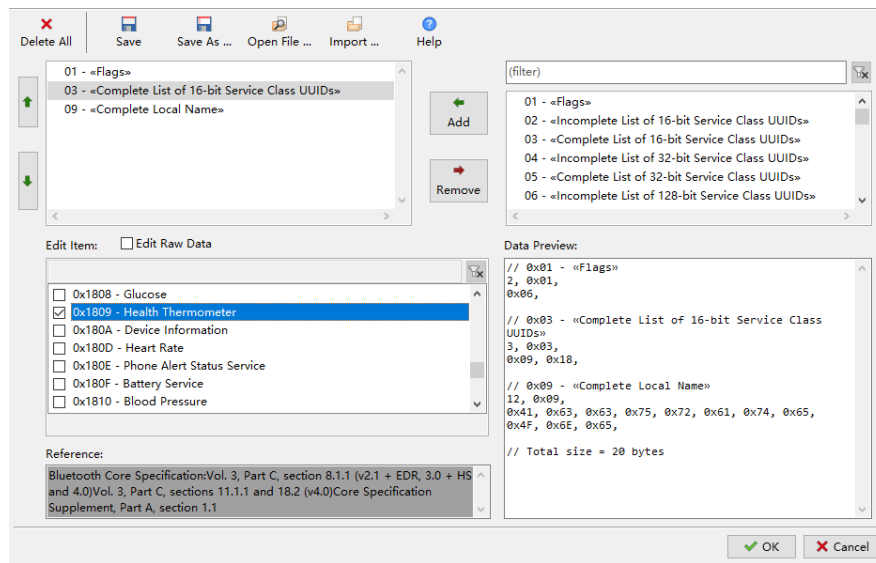 Delete All
Save
Save As ...
Open File ...
Import ...
Help
01 - «Flags»
03 - «Complete List of 16-bit Service Class UUIDs»
09 - «Complete Local Name»
Add
Remove
(filter)
01 - «Flags»
02 - «Incomplete List of 16-bit Service Class UUIDs»
03 - «Complete List of 16-bit Service Class UUIDs»
04 - «Incomplete List of 32-bit Service Class UUIDs»
05 - «Complete List of 32-bit Service Class UUIDs»
06 - «Incomplete List of 128-bit Service Class UUIDs»
Edit Item:
Edit Raw Data
0x1808 - Glucose
0x1809 - Health Thermometer
0x180A - Device Information
0x180D - Heart Rate
0x180E - Phone Alert Status Service
0x180F - Battery Service
0x1810 - Blood Pressure
Reference:
Bluetooth Core Specification:Vol. 3, Part C, section 8.1.1 (v2.1 + EDR, 3.0 + HS
and 4.0)Vol. 3, Part C, sections 11.1.1 and 18.2 (v4.0)Core Specification
Supplement, Part A, section 1.1
Data Preview:
// 0x01 - «Flags»
2, 0x01,
0x06,
// 0x03 - «Complete List of 16-bit Service Class
UUIDs»
3, 0x03,
0x09, 0x18,
// 0x09 - «Complete Local Name»
12, 0x09,
0x41, 0x63, 0x63, 0x75, 0x72, 0x61, 0x74, 0x65,
0x4F, 0x6E, 0x65,
// Total size = 20 bytes
OK
Cancel